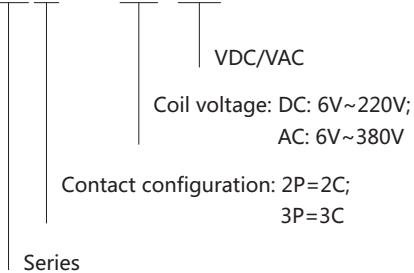 VDC/VAC
Coil voltage: DC: 6V~220V;
AC: 6V~380V
Contact configuration: 2P=2C;
3P=3C
Series